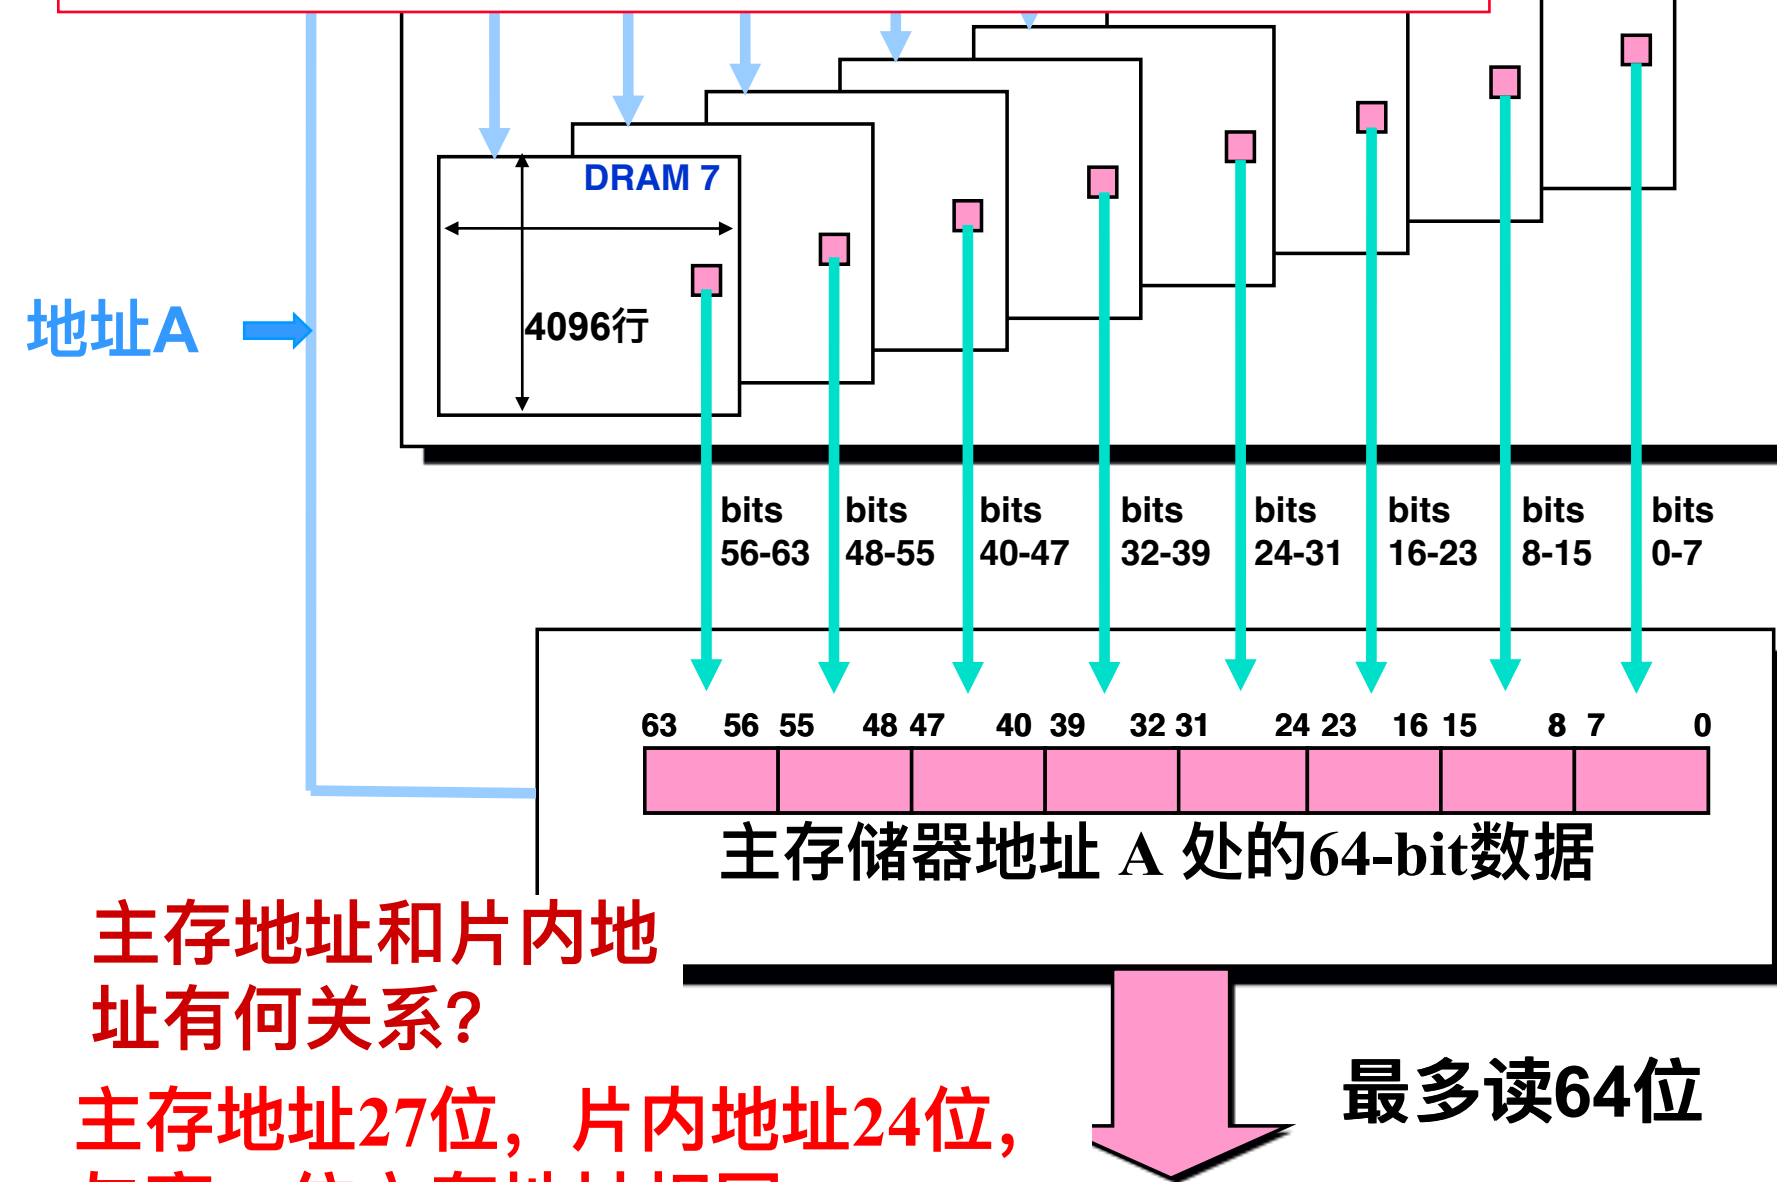 DRAM 7
4096行
地址A
bits bits bits bits bits bits bits bits
56-63 48-55 40-47 32-39 24-31 16-23 8-15 0-7
63 56 55 48 47 40 39 32 31 24 23 16 15 8 7 0
主存储器地址 A 处的64-bit数据
主存地址和片内地
址有何关系？
最多读64位
主存地址27位，片内地址24位，